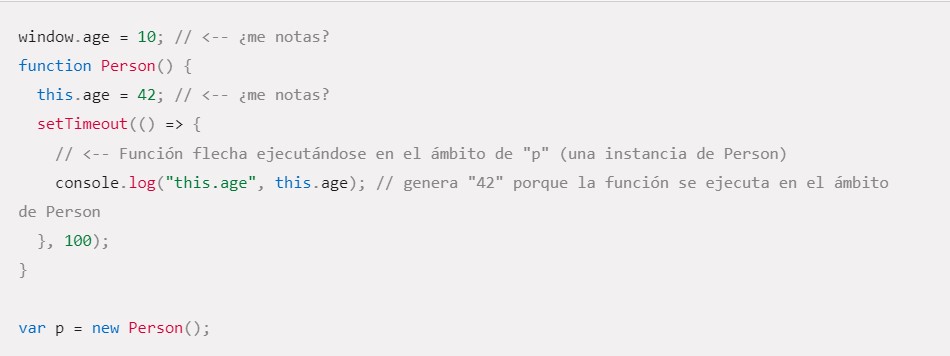 window.age = 10; // <-- ¿me notas?
function Person() {
  this.age = 42; // <-- ¿me notas?
  setTimeout(() => {
    // <-- Función flecha ejecutándose en el ámbito de "p" (una instancia de Person)
    console.log("this.age", this.age); // genera "42" porque la función se ejecuta en el ámbito
de Person
  }, 100);
}
var p = new Person();